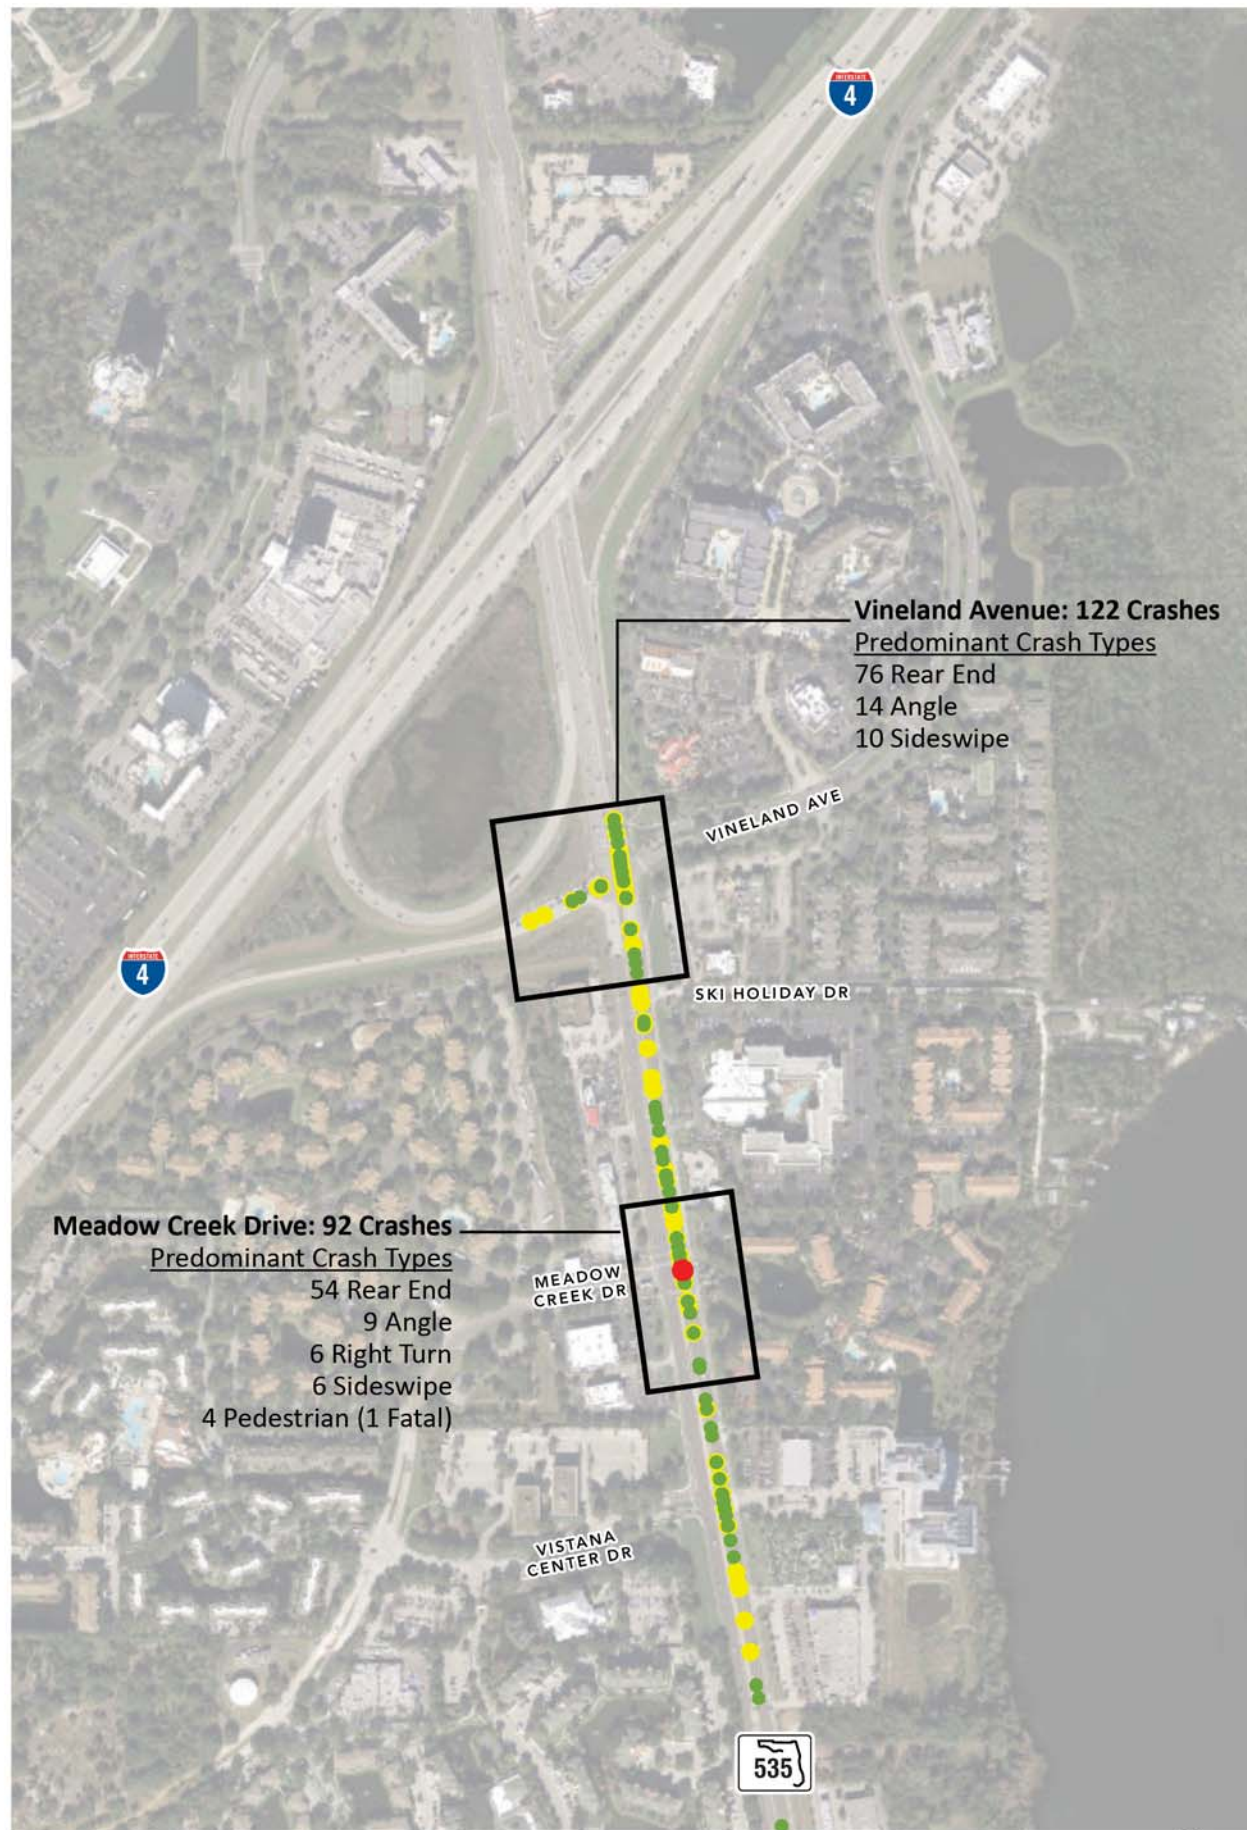 INTERSTATE
4
Vineland Avenue: 122 Crashes
Predominant Crash Types
76 Rear End
14 Angle
10 Sideswipe
VINELAND AVE
INTERSTATE
4
SKI HOLIDAY DR
Meadow Creek Drive: 92 Crashes
Predominant Crash Types
54 Rear End
9 Angle
6 Right Turn
6 Sideswipe
4 Pedestrian (1 Fatal)
MEADOW
CREEK DR
VISTANA
CENTER DR
535